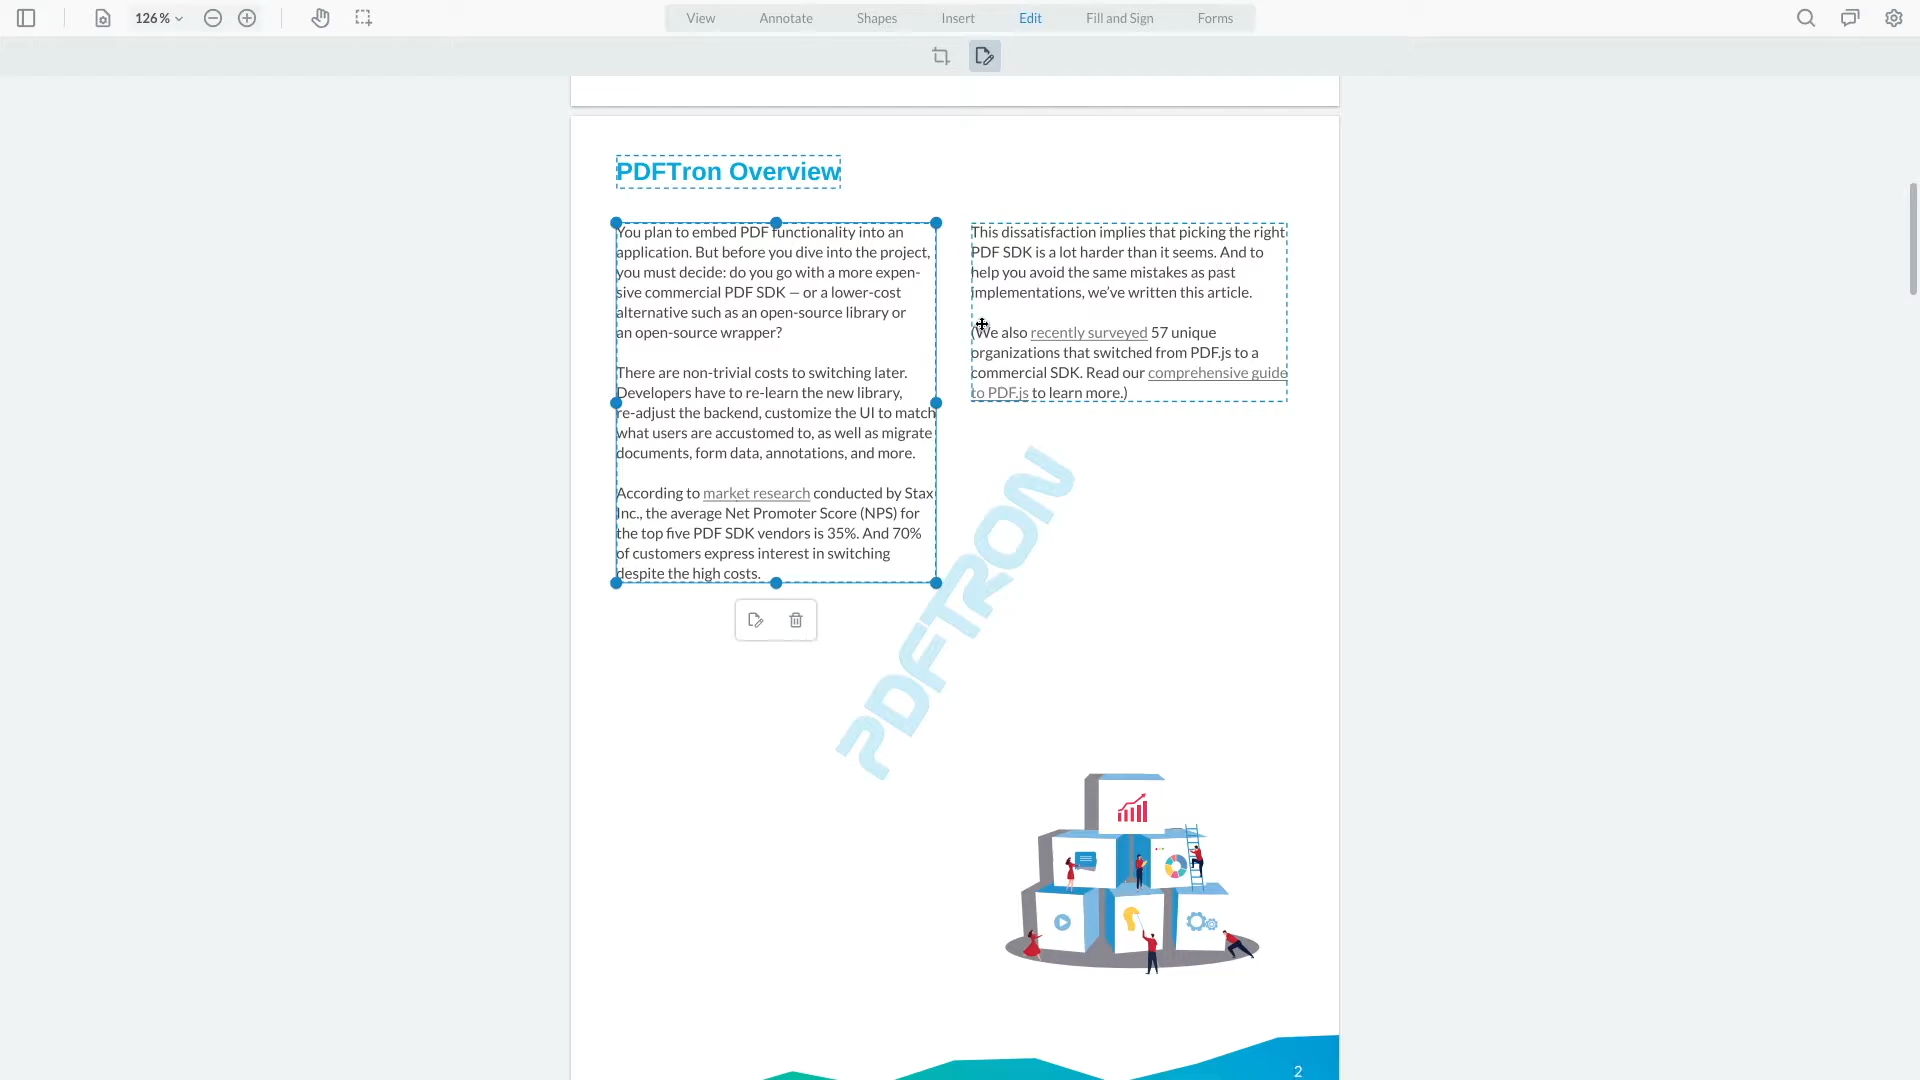 126%
View
Annotate
Shapes
Insert
Edit
Fill and Sign
Forms
PDFTron Overview
You plan to embed PDF functionality into an
application. But before you dive into the project,
you must decide: do you go with a more expen-
sive commercial PDF SDK — or a lower-cost
alternative such as an open-source library or
an open-source wrapper?
There are non-trivial costs to switching later.
Developers have to re-learn the new library,
re-adjust the backend, customize the UI to match
what users are accustomed to, as well as migrate
documents, form data, annotations, and more.
According to market research conducted by Stax
Inc., the average Net Promoter Score (NPS) for
the top five PDF SDK vendors is 35%. And 70%
of customers express interest in switching
despite the high costs.
This dissatisfaction implies that picking the right
PDF SDK is a lot harder than it seems. And to
help you avoid the same mistakes as past
implementations, we’ve written this article.
(We also recently surveyed 57 unique
organizations that switched from PDF.js to a
commercial SDK. Read our comprehensive guide
to PDF.js to learn more.)
PDFTRON
2